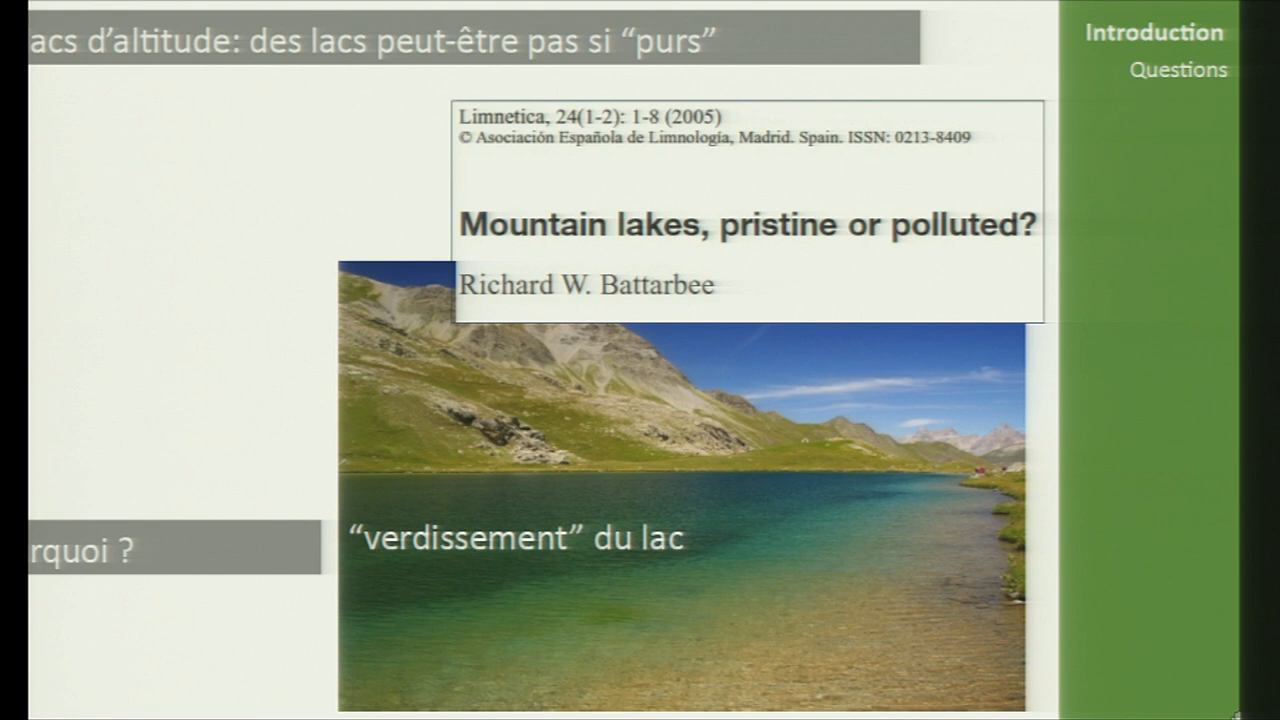 acs d’altitude: des lacs peut-être pas si “purs”
Introduction
Questions
Limnetica, 24(1-2): 1-8 (2005)
© Asociación Española de Limnología, Madrid. Spain. ISSN: 0213-8409
Mountain lakes, pristine or polluted?
Richard W. Battarbee
“verdissement” du lac
rquoi ?